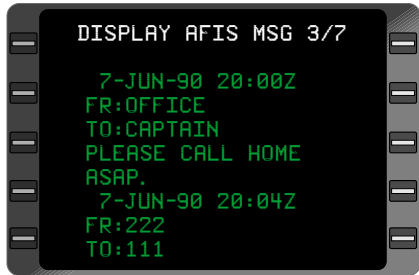 DISPLAY AFIS MSG 3/7
7-JUN-90 20:00Z
FR:OFFICE
TO:CAPTAIN
PLEASE CALL HOME
ASAP.
7-JUN-90 20:04Z
FR:222
TO:111